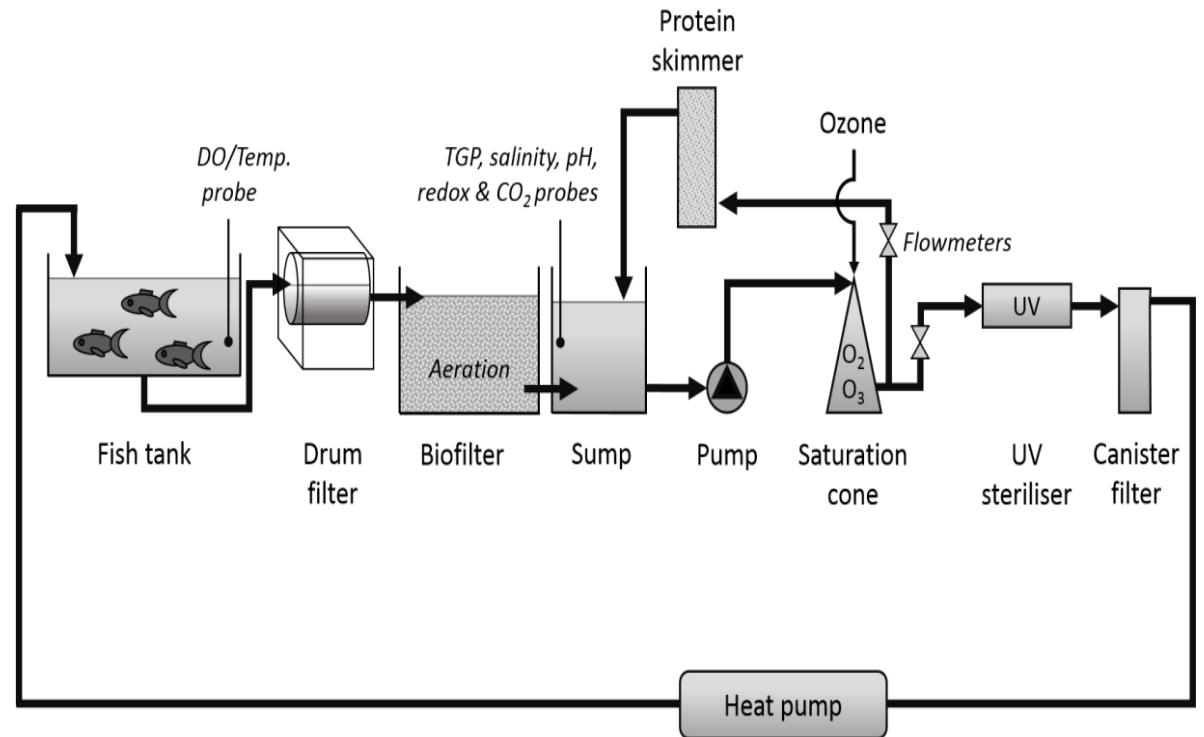 Protein
skimmer
Ozone
DO/Temp.
probe
TGP, salinity, pH,
redox & CO₂ probes
Flowmeters
UV
Aeration
O₂
O₃
Fish tank
Drum
filter
Biofilter
Sump
Pump
Saturation
cone
UV
steriliser
Canister
filter
Heat pump